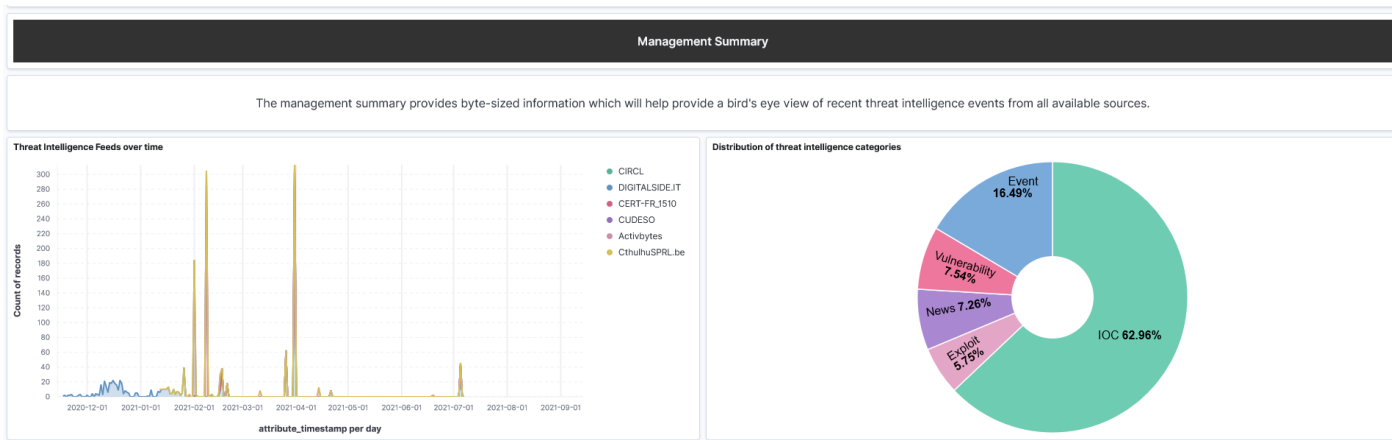 Management Summary
The management summary provides byte-sized information which will help provide a bird's eye view of recent threat intelligence events from all available sources.
Threat Intelligence Feeds over time
300
280
260
240
220
200
180
160
140
120
100
80
60
40
20
0
Count of records
2020-12-01 2021-01-01 2021-02-01 2021-03-01 2021-04-01 2021-05-01 2021-06-01 2021-07-01 2021-08-01 2021-09-01
attribute_timestamp per day
CIRCL
DIGITALSIDE.IT
CERT-FR_1510
CUDESO
Activbytes
CthulhuSPRL.be
Distribution of threat intelligence categories
Event
16.49%
Vulnerability
7.54%
News 7.26%
Exploit
5.75%
IOC 62.96%